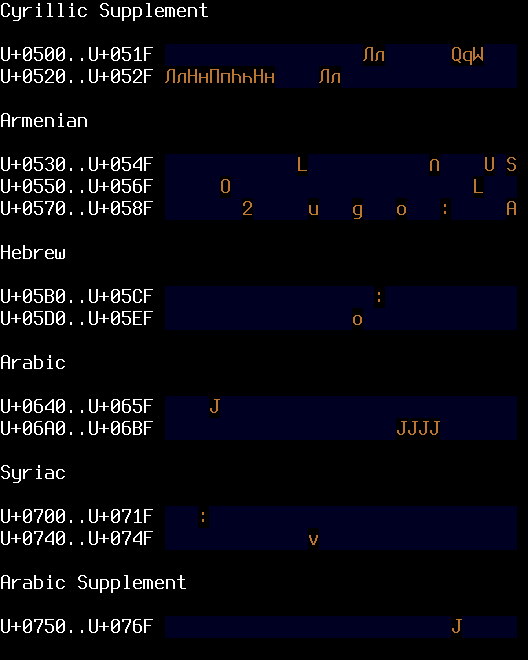 Cyrillic Supplement
U+0500..U+051F Лл QqW
U+0520..U+052F ЛлНнПпҺһНн Лл
Armenian
U+0530..U+054F L Ո U S
U+0550..U+056F O L
U+0570..U+058F 2 u g o : A
Hebrew
U+05B0..U+05CF :
U+05D0..U+05EF o
Arabic
U+0640..U+065F J
U+06A0..U+06BF JJJJ
Syriac
U+0700..U+071F :
U+0740..U+074F v
Arabic Supplement
U+0750..U+076F J